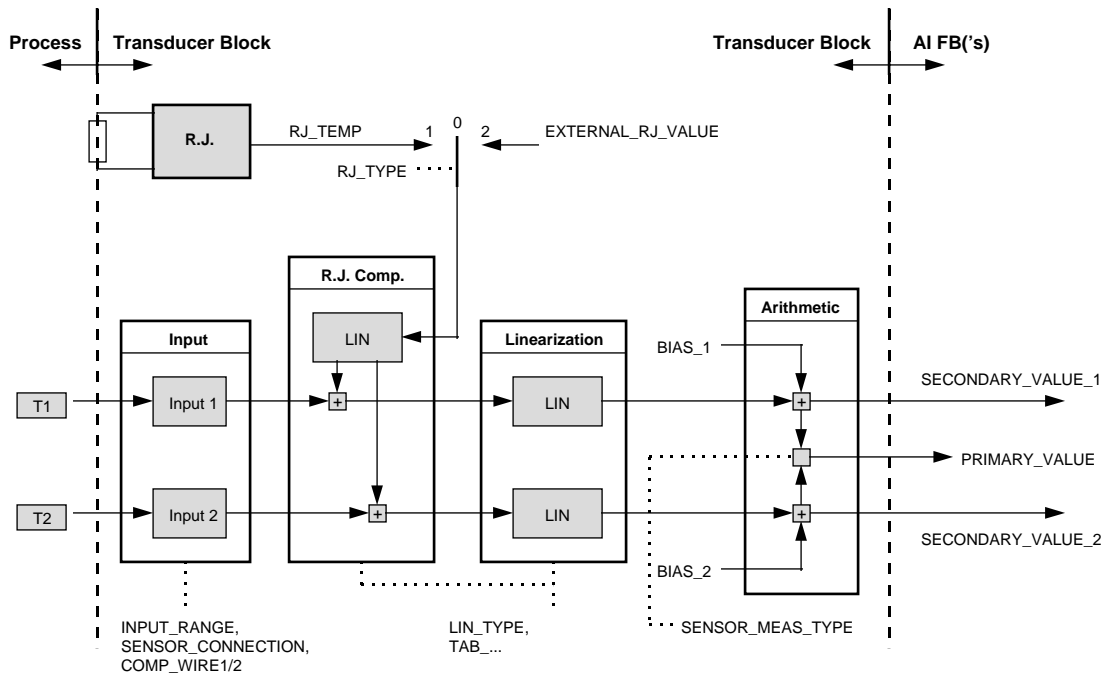 Process
Transducer Block
Transducer Block
AI FB('s)
R.J.
RJ_TEMP
1
0
2
EXTERNAL_RJ_VALUE
RJ_TYPE
R.J. Comp.
LIN
Input
Linearization
Arithmetic
BIAS_1
T1
Input 1
+
LIN
+
SECONDARY_VALUE_1
PRIMARY_VALUE
T2
Input 2
+
LIN
+
SECONDARY_VALUE_2
BIAS_2
INPUT_RANGE,
SENSOR_CONNECTION,
COMP_WIRE1/2
LIN_TYPE,
TAB_...
SENSOR_MEAS_TYPE